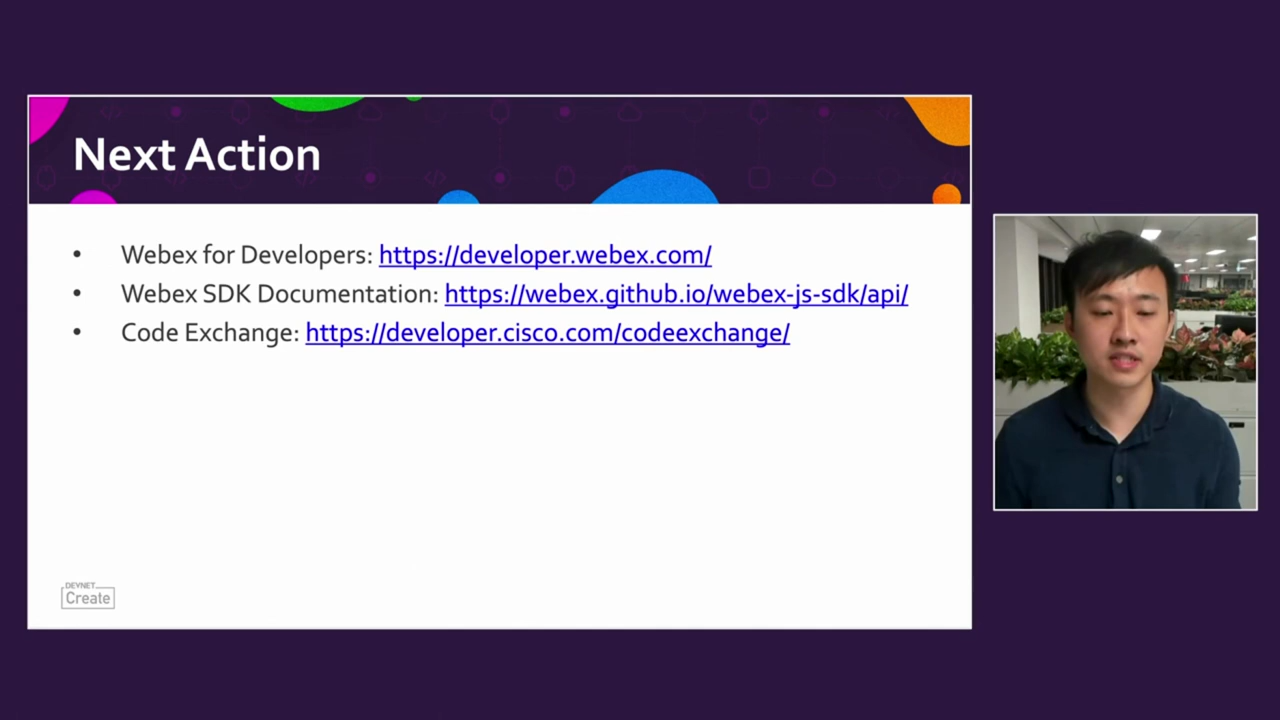 Next Action
• Webex for Developers: https://developer.webex.com/
• Webex SDK Documentation: https://webex.github.io/webex-js-sdk/api/
• Code Exchange: https://developer.cisco.com/codeexchange/
DEVNET
Create